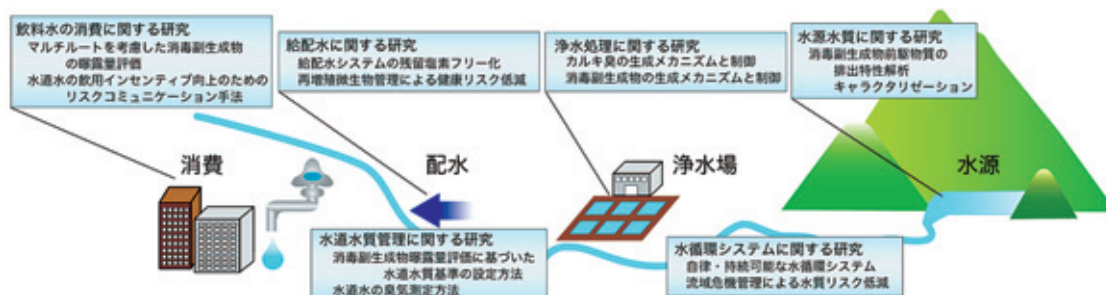 飲料水の消費に関する研究
マルチルートを考慮した消毒副生成物
の曝露量評価
水道水の飲用インセンティブ向上のための
リスクコミュニケーション手法
給配水に関する研究
給配水システムの残留塩素フリー化
再増殖微生物管理による健康リスク低減
浄水処理に関する研究
カルキ臭の生成メカニズムと制御
消毒副生成物の生成メカニズムと制御
水源水質に関する研究
消毒副生成物前駆物質の
排出特性解析
キャラクタリゼーション
消費
配水
浄水場
水源
水道水質管理に関する研究
消毒副生成物曝露量評価に基づいた
水道水質基準の設定方法
水道水の臭気測定方法
水循環システムに関する研究
自律・持続可能な水循環システム
流域危機管理による水質リスク低減